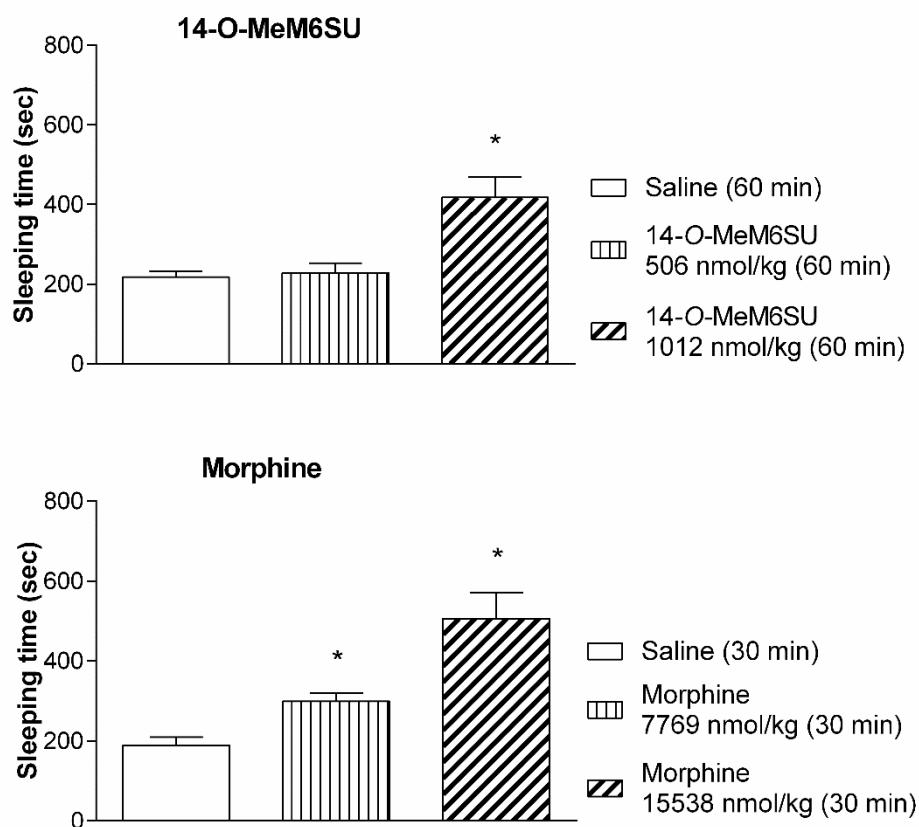 14-O-MeM6SU
800
600
400
200
0
Sleeping time (sec)
*
Saline (60 min)
14-O-MeM6SU
506 nmol/kg (60 min)
14-O-MeM6SU
1012 nmol/kg (60 min)
Morphine
800
600
400
200
0
Sleeping time (sec)
*
*
Saline (30 min)
Morphine
7769 nmol/kg (30 min)
Morphine
15538 nmol/kg (30 min)